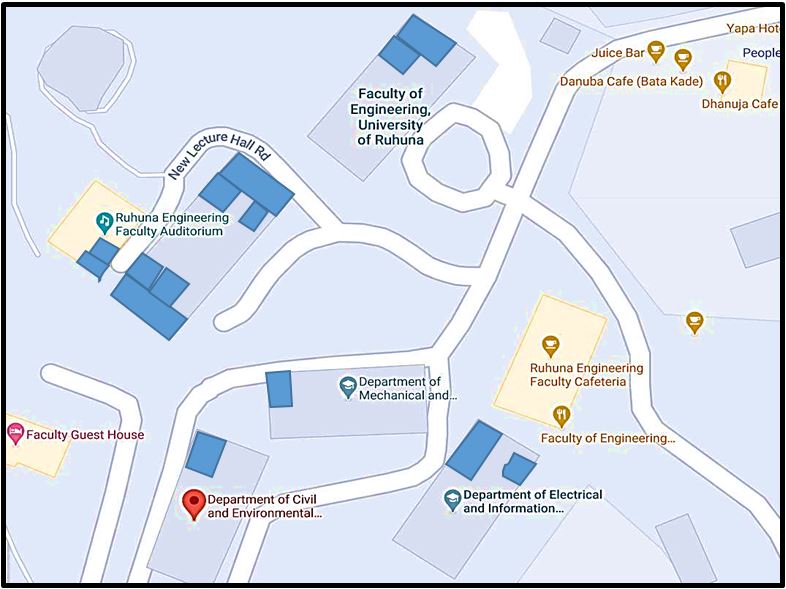 Yapa Hot
Juice Bar
People
Danuba Cafe (Bata Kade)
Dhanuja Cafe
Faculty of
Engineering,
University
of Ruhuna
New Lecture Hall Rd
Ruhuna Engineering
Faculty Auditorium
Ruhuna Engineering
Faculty Cafeteria
Department of
Mechanical and...
Faculty Guest House
Faculty of Engineering...
Department of Civil
and Environmental...
Department of Electrical
and Information...